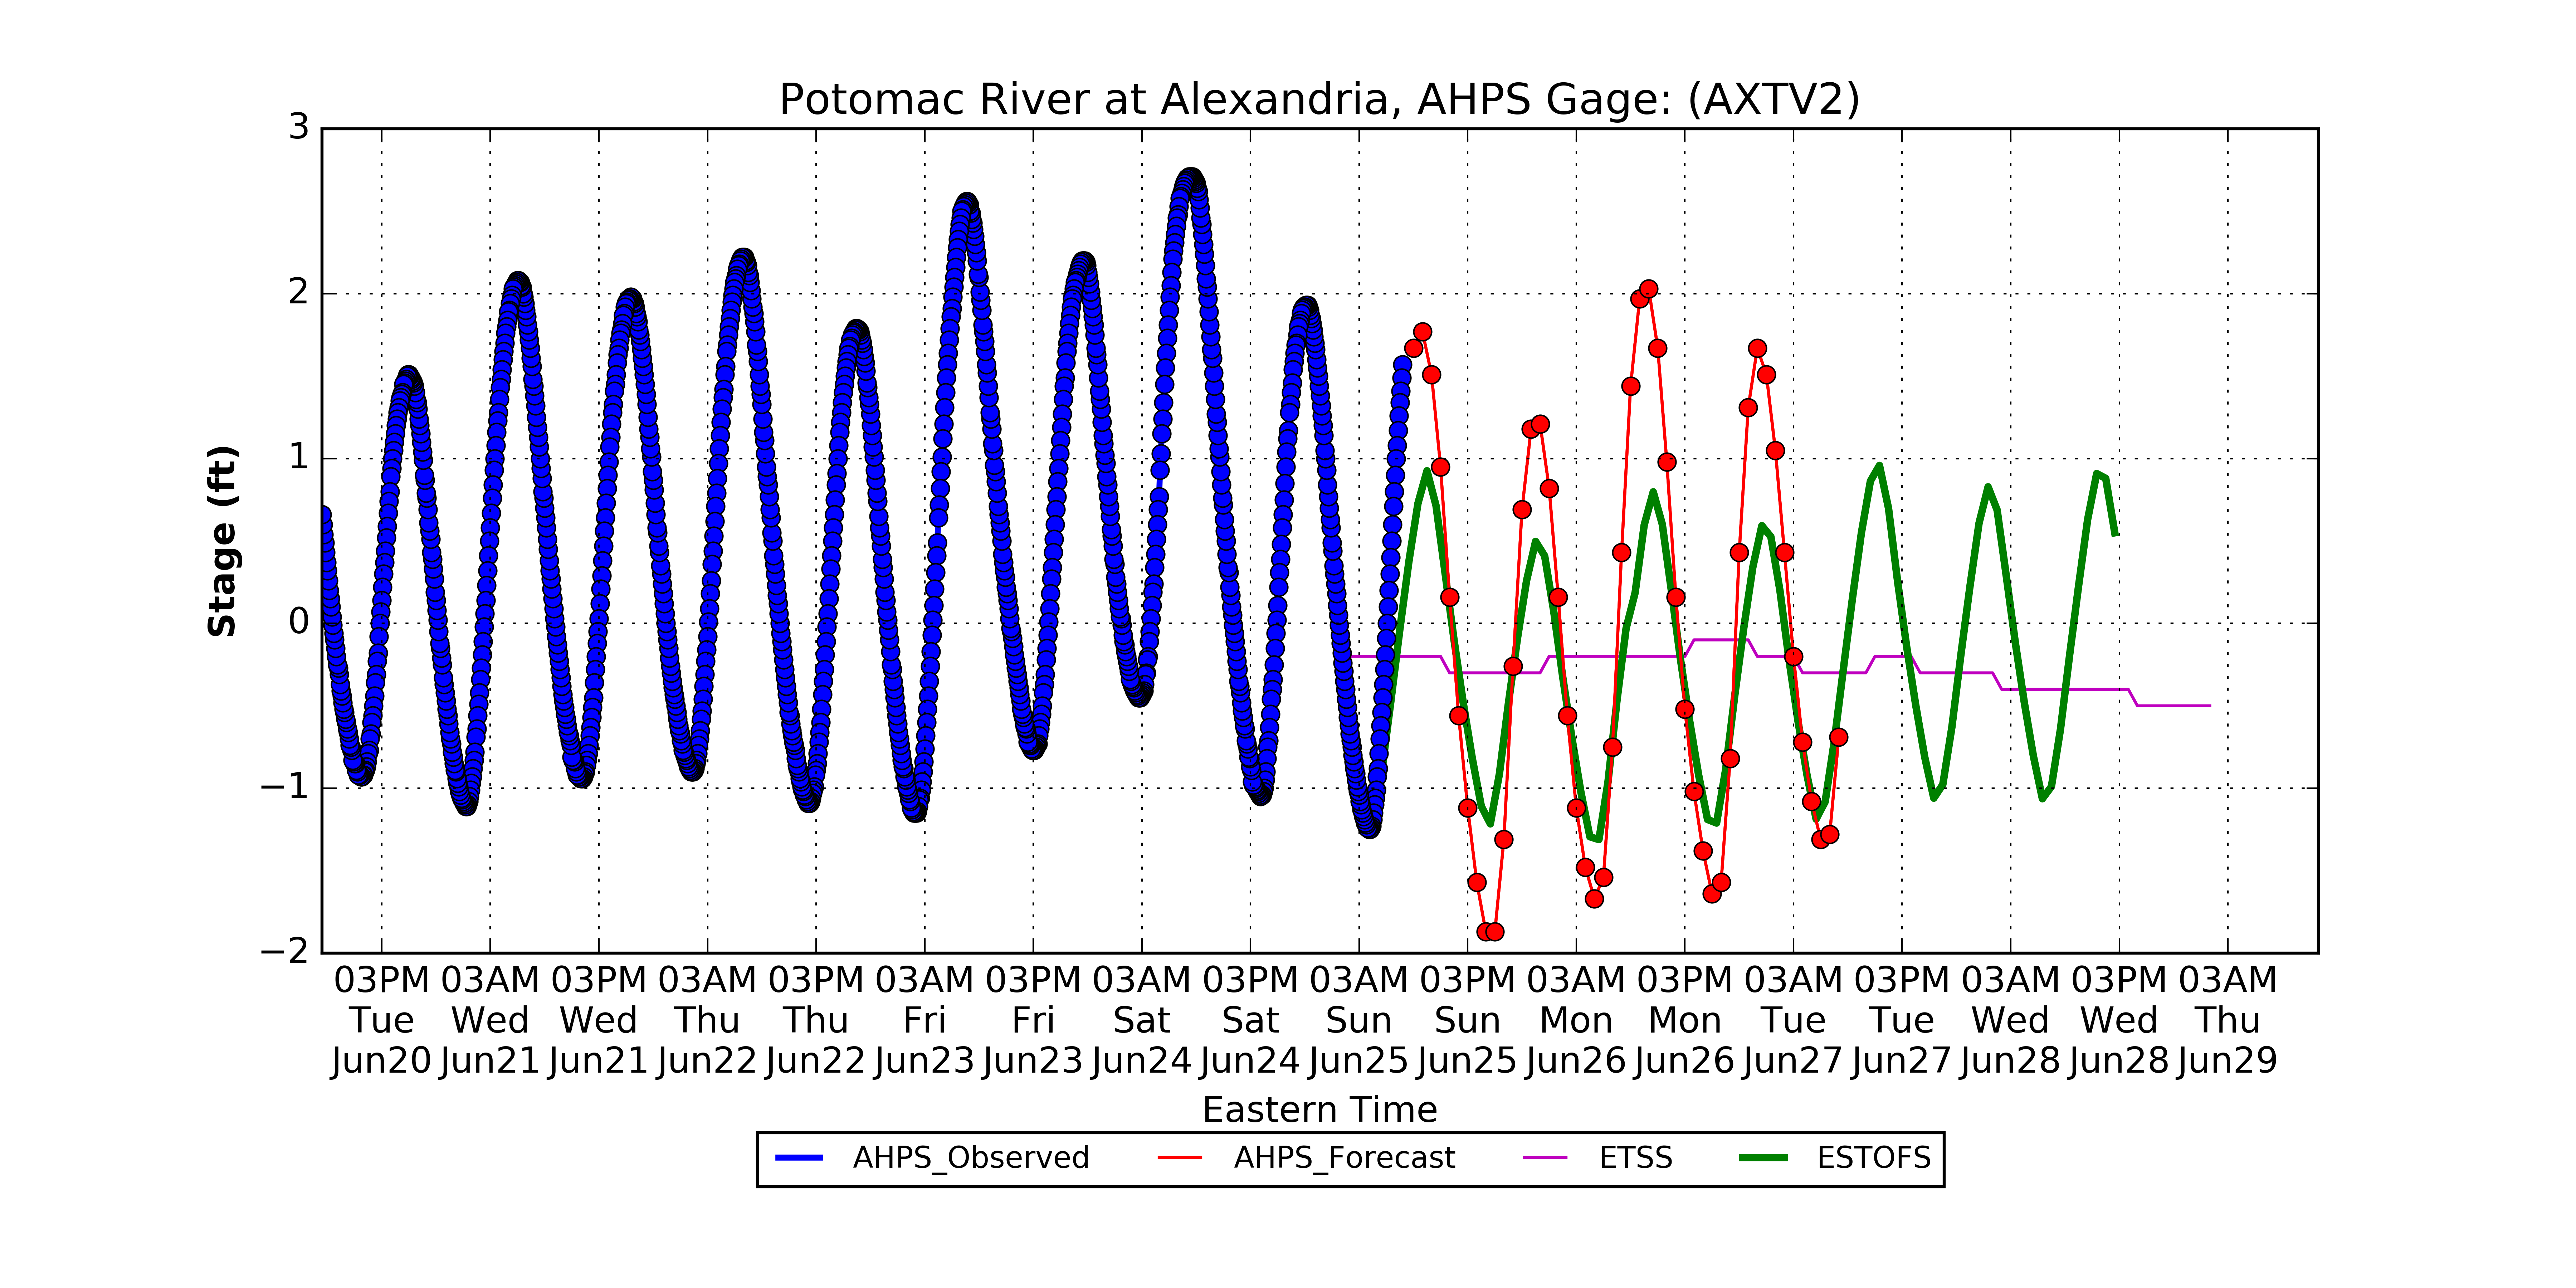 Potomac River at Alexandria, AHPS Gage: (AXTV2)
3
2
1
0
−1
−2
Stage (ft)
03PM 03AM 03PM 03AM 03PM 03AM 03PM 03AM 03PM 03AM 03PM 03AM 03PM 03AM 03PM 03AM 03PM 03AM
Tue Wed Wed Thu Thu Fri Fri Sat Sat Sun Sun Mon Mon Tue Tue Wed Wed Thu
Jun20 Jun21 Jun21 Jun22 Jun22 Jun23 Jun23 Jun24 Jun24 Jun25 Jun25 Jun26 Jun26 Jun27 Jun27 Jun28 Jun28 Jun29
Eastern Time
AHPS_Observed AHPS_Forecast ETSS ESTOFS